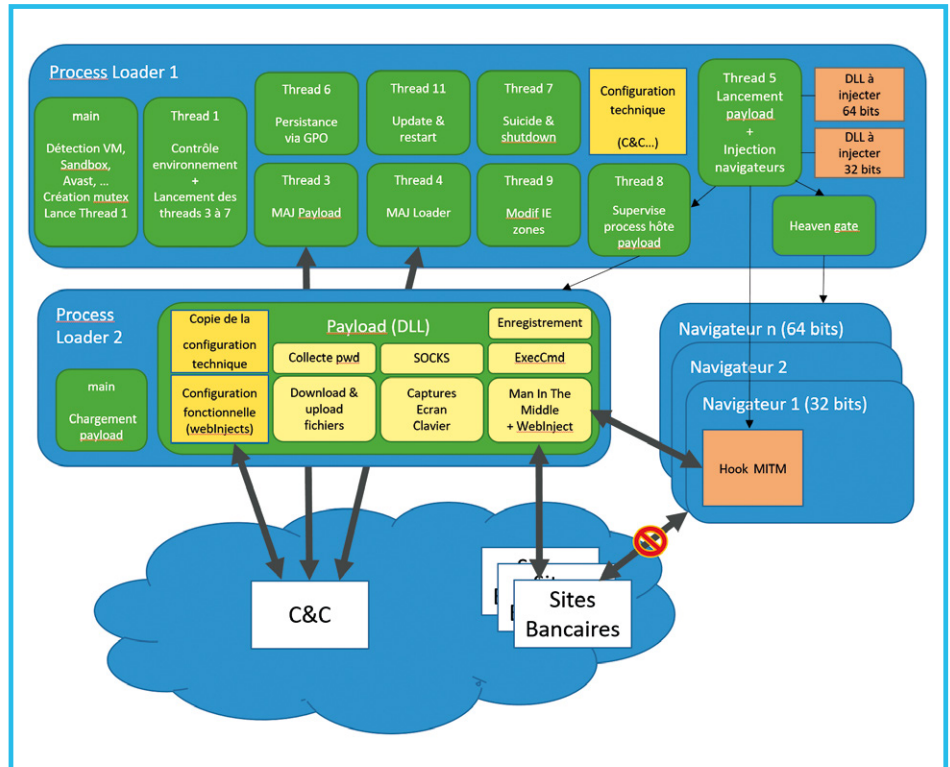 Process Loader 1
main
Détection VM,
Sandbox,
Avast, ...
Création mutex
Lance Thread 1
Thread 1
Contrôle
environnement
+
Lancement des
threads 3 à 7
Thread 6
Persistance
via GPO
Thread 11
Update &
restart
Thread 7
Suicide &
shutdown
Configuration
technique
(C&C...)
Thread 5
Lancement
payload
+
Injection
navigateurs
DLL à
injecter
64 bits
DLL à
injecter
32 bits
Thread 3
MAJ Payload
Thread 4
MAJ Loader
Thread 9
Modif IE
zones
Thread 8
Supervise
process hôte
payload
Heaven gate
Process
Loader 2
main
Chargement
payload
Payload (DLL)
Copie de la
configuration
technique
Configuration
fonctionnelle
(webInjects)
Collecte pwd
SOCKS
Enregistrement
ExecCmd
Download &
upload
fichiers
Captures
Ecran
Clavier
Man In The
Middle
+ WebInject
Navigateur n (64 bits)
Navigateur 2
Navigateur 1 (32 bits)
Hook MITM
C&C
Sites
Bancaires